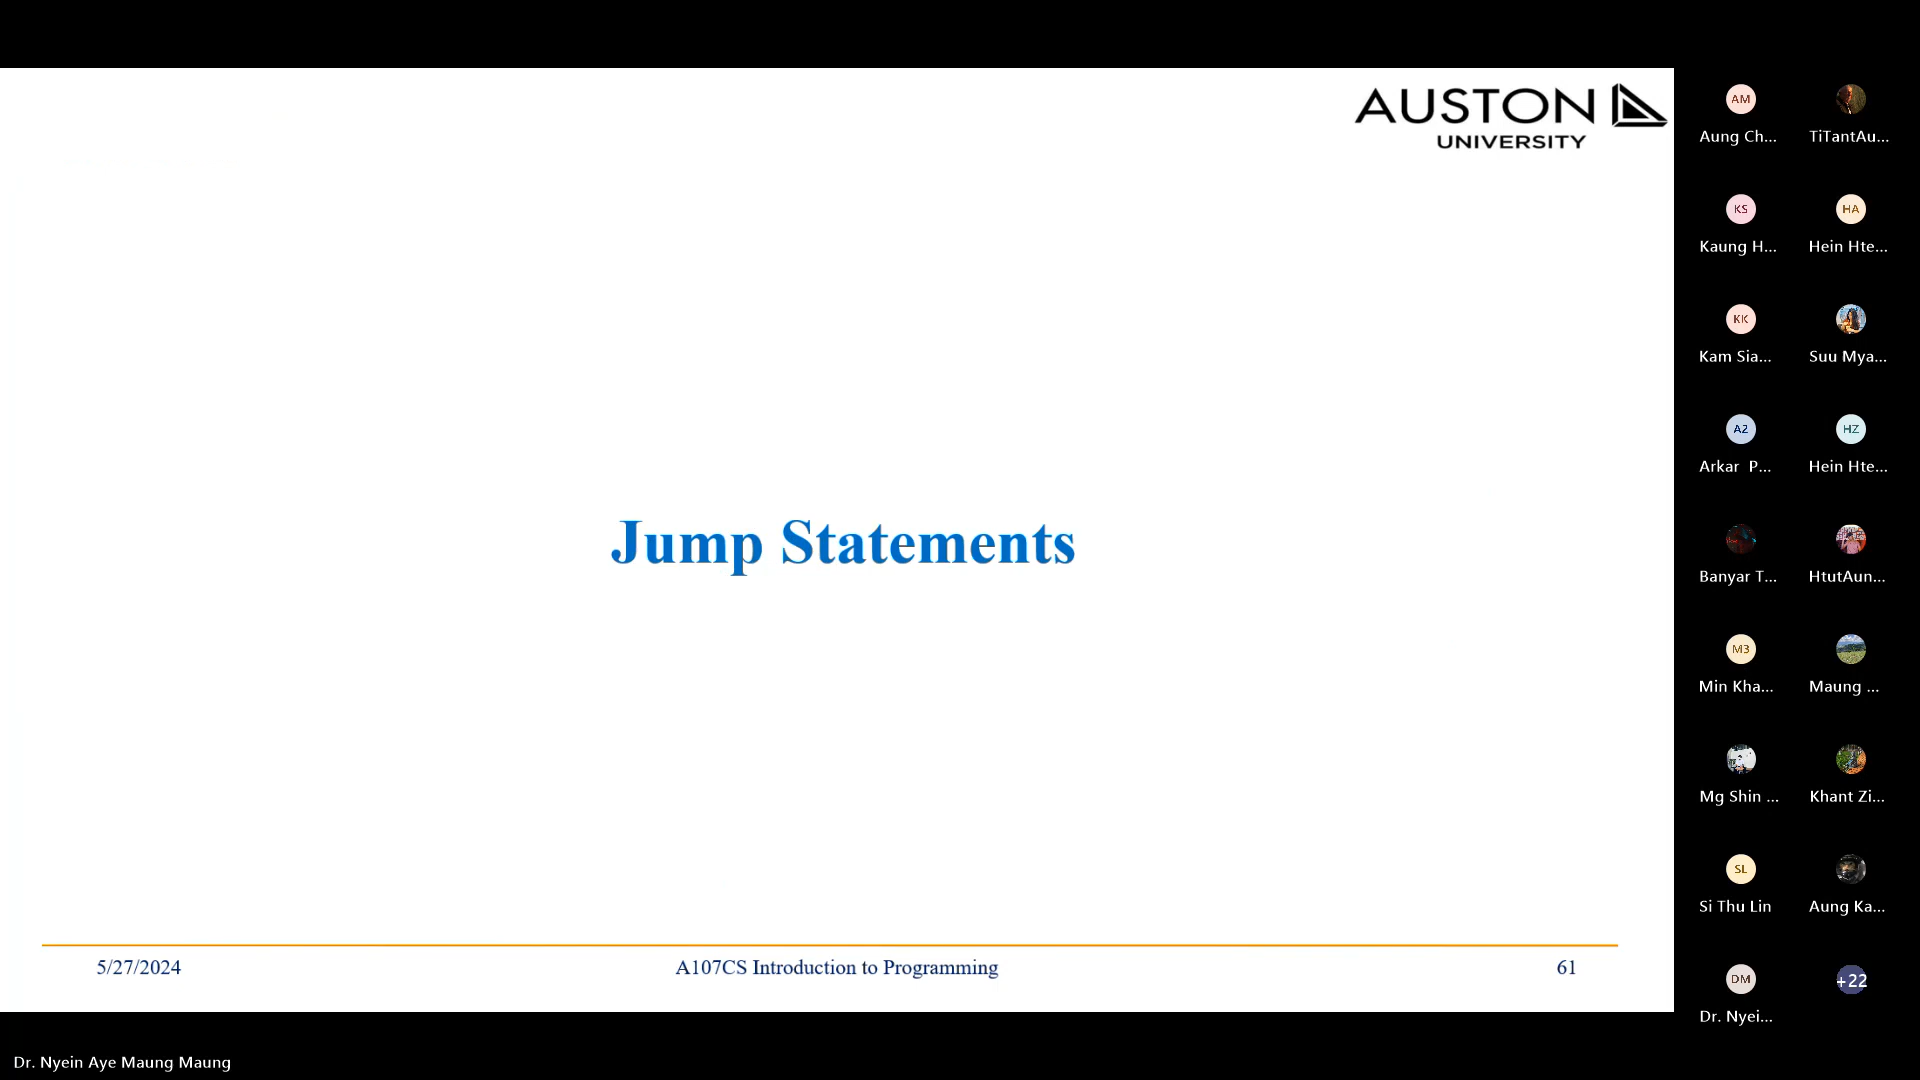 AUSTON
UNIVERSITY
Jump Statements
5/27/2024
A107CS Introduction to Programming
61
AM
Aung Ch...
TiTantAu...
KS
Kaung H...
HA
Hein Hte...
KK
Kam Sia...
Suu Mya...
A2
Arkar P...
HZ
Hein Hte...
Banyar T...
HtutAun...
M3
Min Kha...
Maung ...
Mg Shin ...
Khant Zi...
SL
Si Thu Lin
Aung Ka...
DM
Dr. Nyei...
+22
Dr. Nyein Aye Maung Maung